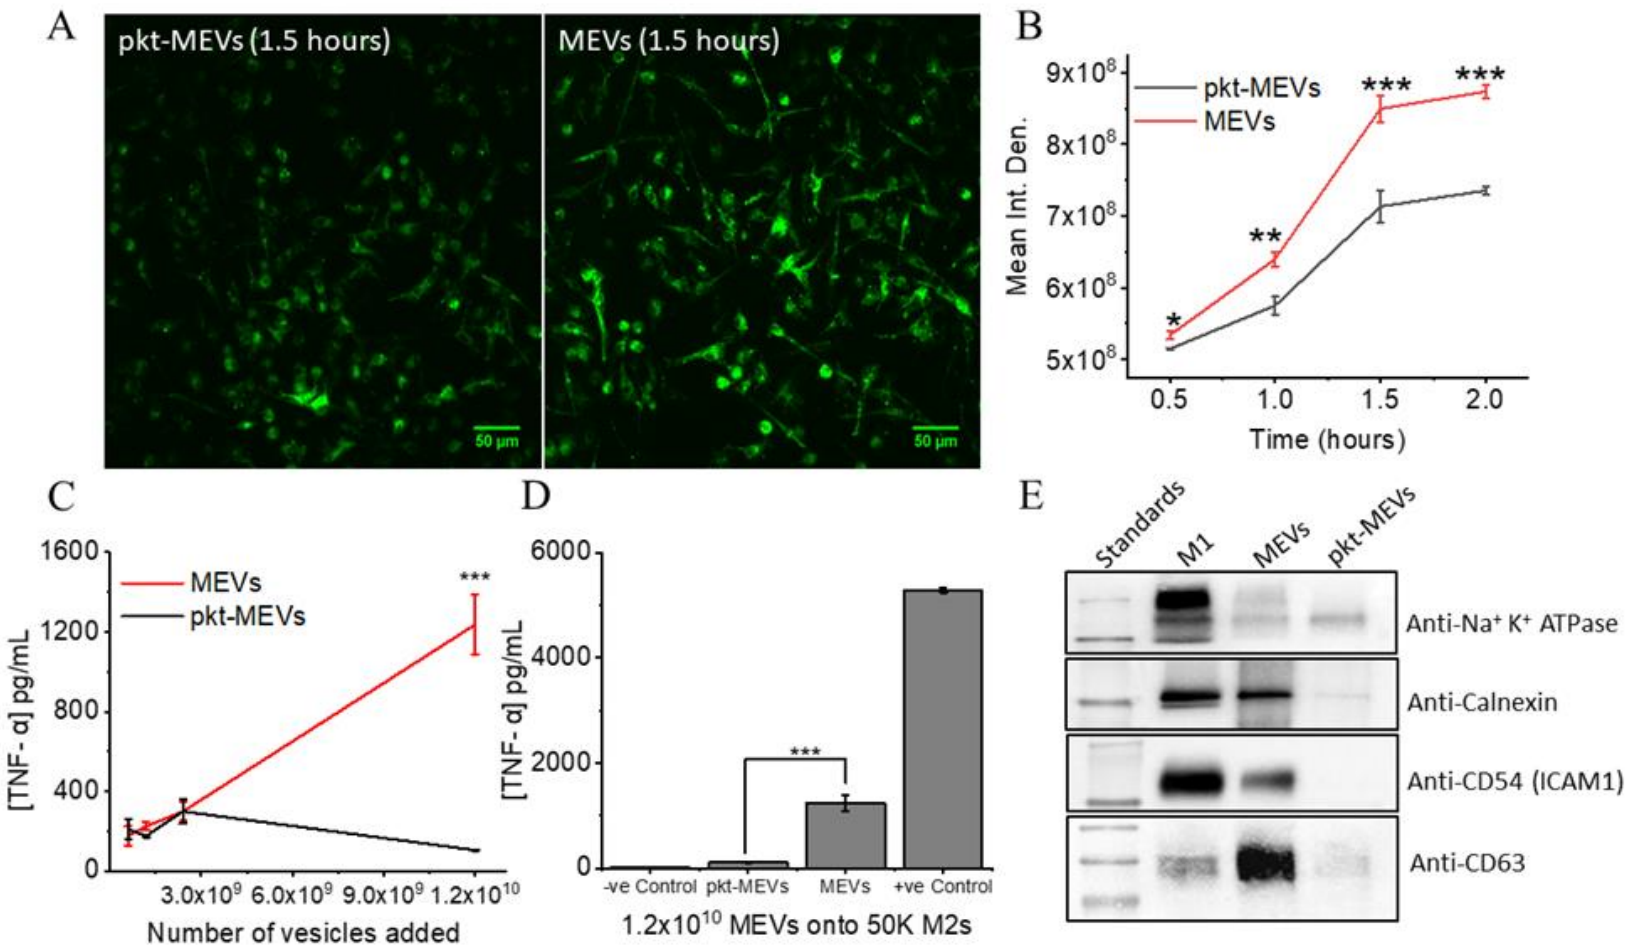 A
pkt-MEVs (1.5 hours)
MEVs (1.5 hours)
50 µm
50 µm
B
9x10⁸
8x10⁸
7x10⁸
6x10⁸
5x10⁸
Mean Int. Den.
pkt-MEVs
MEVs
*
**
***
***
0.5 1.0 1.5 2.0
Time (hours)
C
1600
1200
800
400
0
[TNF- α] pg/mL
MEVs
pkt-MEVs
***
3.0x10⁹ 6.0x10⁹ 9.0x10⁹ 1.2x10¹⁰
Number of vesicles added
D
6000
4000
2000
0
[TNF- α] pg/mL
***
-ve Control pkt-MEVs MEVs +ve Control
1.2x10¹⁰ MEVs onto 50K M2s
E
Standards
M1
MEVs
pkt-MEVs
Anti-Na⁺ K⁺ ATPase
Anti-Calnexin
Anti-CD54 (ICAM1)
Anti-CD63